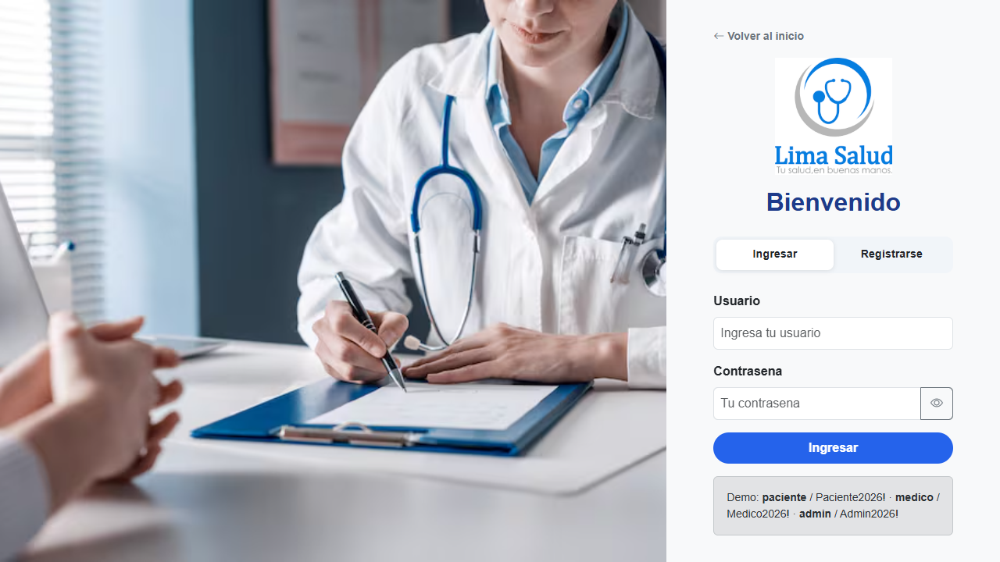 ← Volver al inicio
Lima Salud
Tu salud,en buenas manos.
Bienvenido
Ingresar
Registrarse
Usuario
Ingresa tu usuario
Contrasena
Tu contrasena
Ingresar
Demo: paciente / Paciente2026! · medico /
Medico2026! · admin / Admin2026!